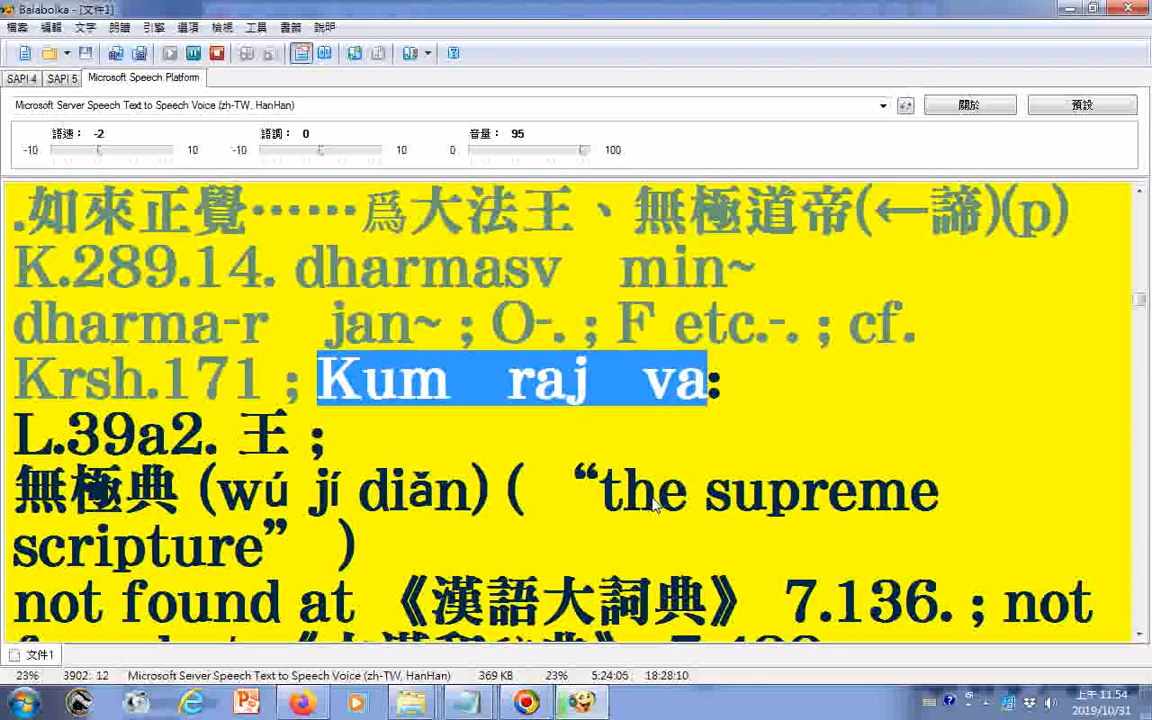 Balabolka - [文件1]
檔案 編輯 文字 朗讀 引擎 選項 檢視 工具 書籤 說明
SAPI 4 SAPI 5 Microsoft Speech Platform
Microsoft Server Speech Text to Speech Voice (zh-TW, HanHan) 關於 預設
語速： -2 語調： 0 音量： 95
-10 10 -10 10 0 100
.如來正覺……爲大法王、無極道帝(←諦)(p)
K.289.14. dharmasv min~
dharma-r jan~ ; O-. ; F etc.-. ; cf.
Krsh.171 ; Kum raj va:
L.39a2. 王 ;
無極典 (wú jí diǎn) ( “the supreme
scripture” )
not found at 《漢語大詞典》 7.136. ; not
文件1
23% 3902: 12 Microsoft Server Speech Text to Speech Voice (zh-TW, HanHan) 369 KB 23% 5:24:06 18:28:10
上午 11:54
2019/10/31